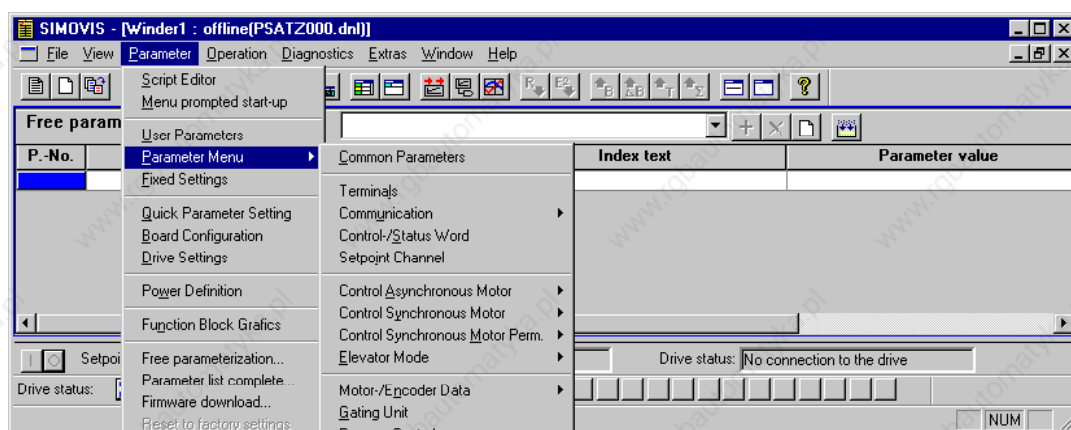 SIMOVIS - [Winder1 : offline(PSATZ000.dnl)]
File View Parameter Operation Diagnostics Extras Window Help
Script Editor
Menu prompted start-up
User Parameters
Parameter Menu
Fixed Settings
Quick Parameter Setting
Board Configuration
Drive Settings
Power Definition
Function Block Grafics
Free parameterization...
Parameter list complete...
Firmware download...
Reset to factory settings
Common Parameters
Terminals
Communication
Control-/Status Word
Setpoint Channel
Control Asynchronous Motor
Control Synchronous Motor
Control Synchronous Motor Perm.
Elevator Mode
Motor-/Encoder Data
Gating Unit
Free param
P.-No. Index text Parameter value
Setpoi
Drive status: No connection to the drive
Drive status:
NUM
www.rgbautomatyka.pl